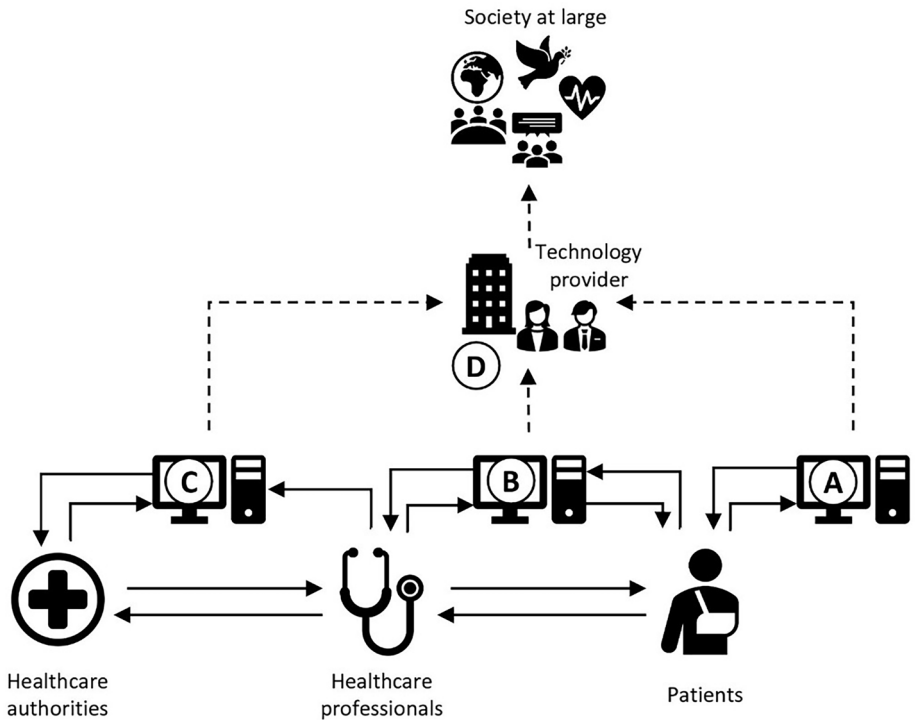 Society at large
Technology
provider
D
C
B
A
Healthcare
authorities
Healthcare
professionals
Patients